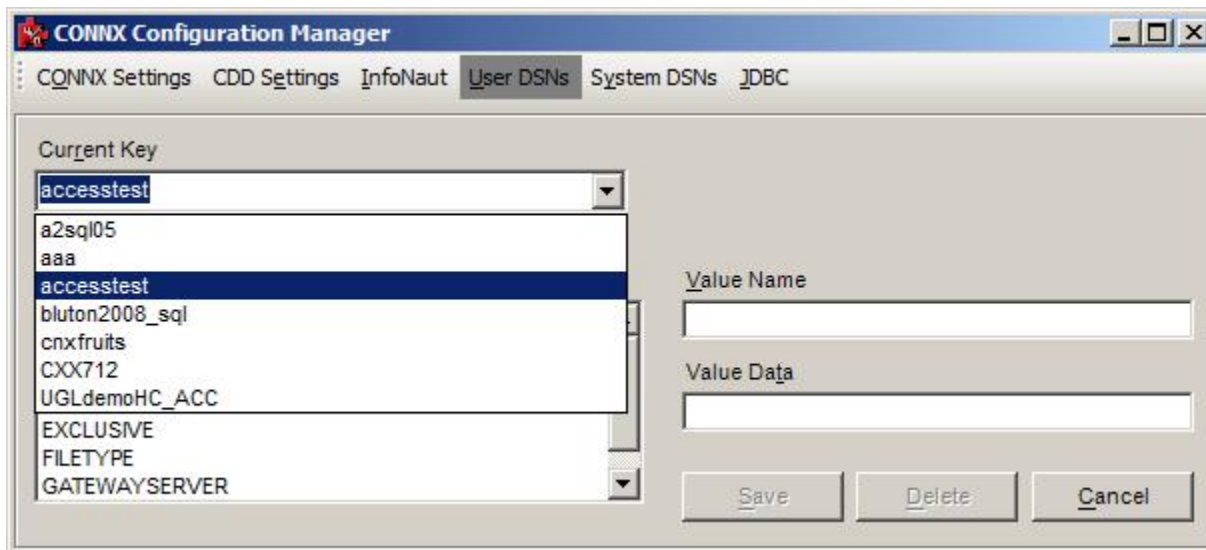 CONNX Configuration Manager
CONNX Settings CDD Settings InfoNaut User DSNs System DSNs JDBC
Current Key
accesstest
a2sql05
aaa
accesstest
bluton2008_sql
cnxfruits
CXX712
UGLdemoHC_ACC
EXCLUSIVE
FILETYPE
GATEWAYSERVER
Value Name
Value Data
Save Delete Cancel